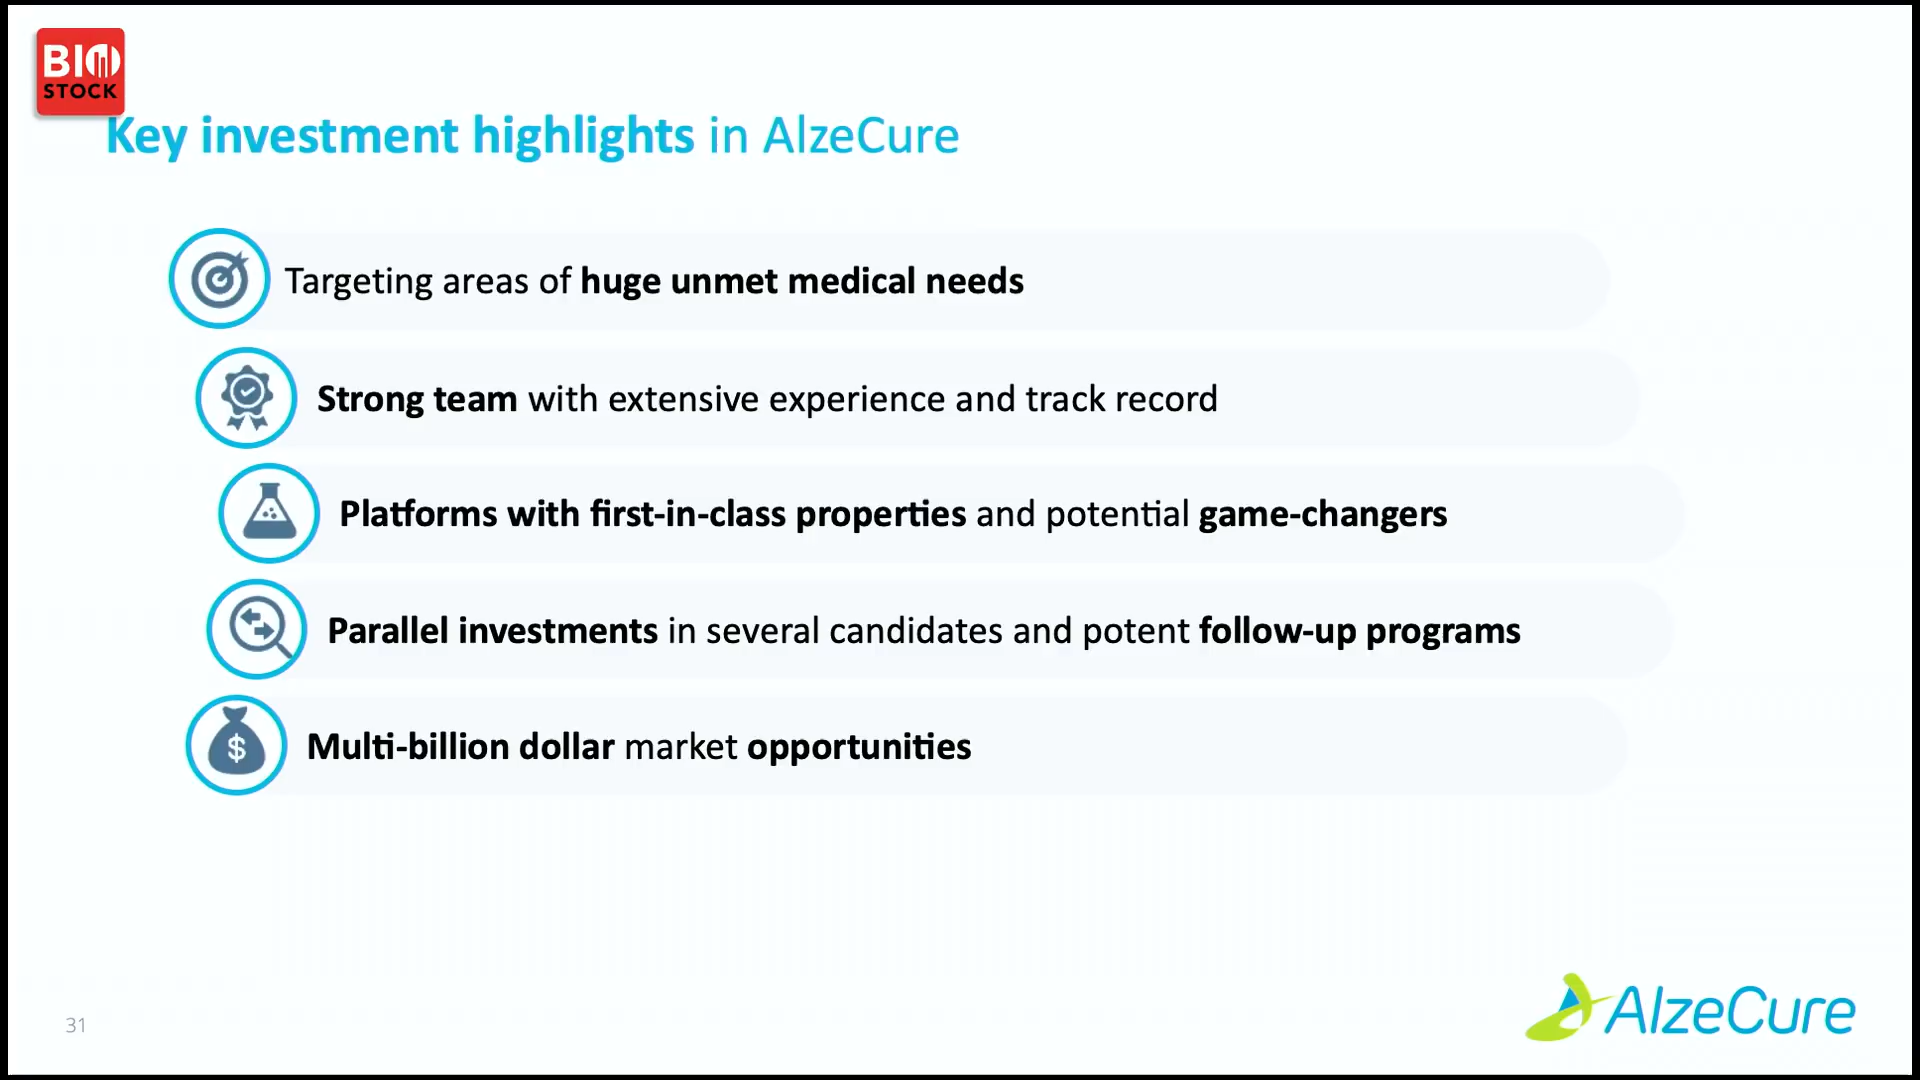 BIO
STOCK
Key investment highlights in AlzeCure
Targeting areas of huge unmet medical needs
Strong team with extensive experience and track record
Platforms with first-in-class properties and potential game-changers
Parallel investments in several candidates and potent follow-up programs
$
Multi-billion dollar market opportunities
31
AlzeCure